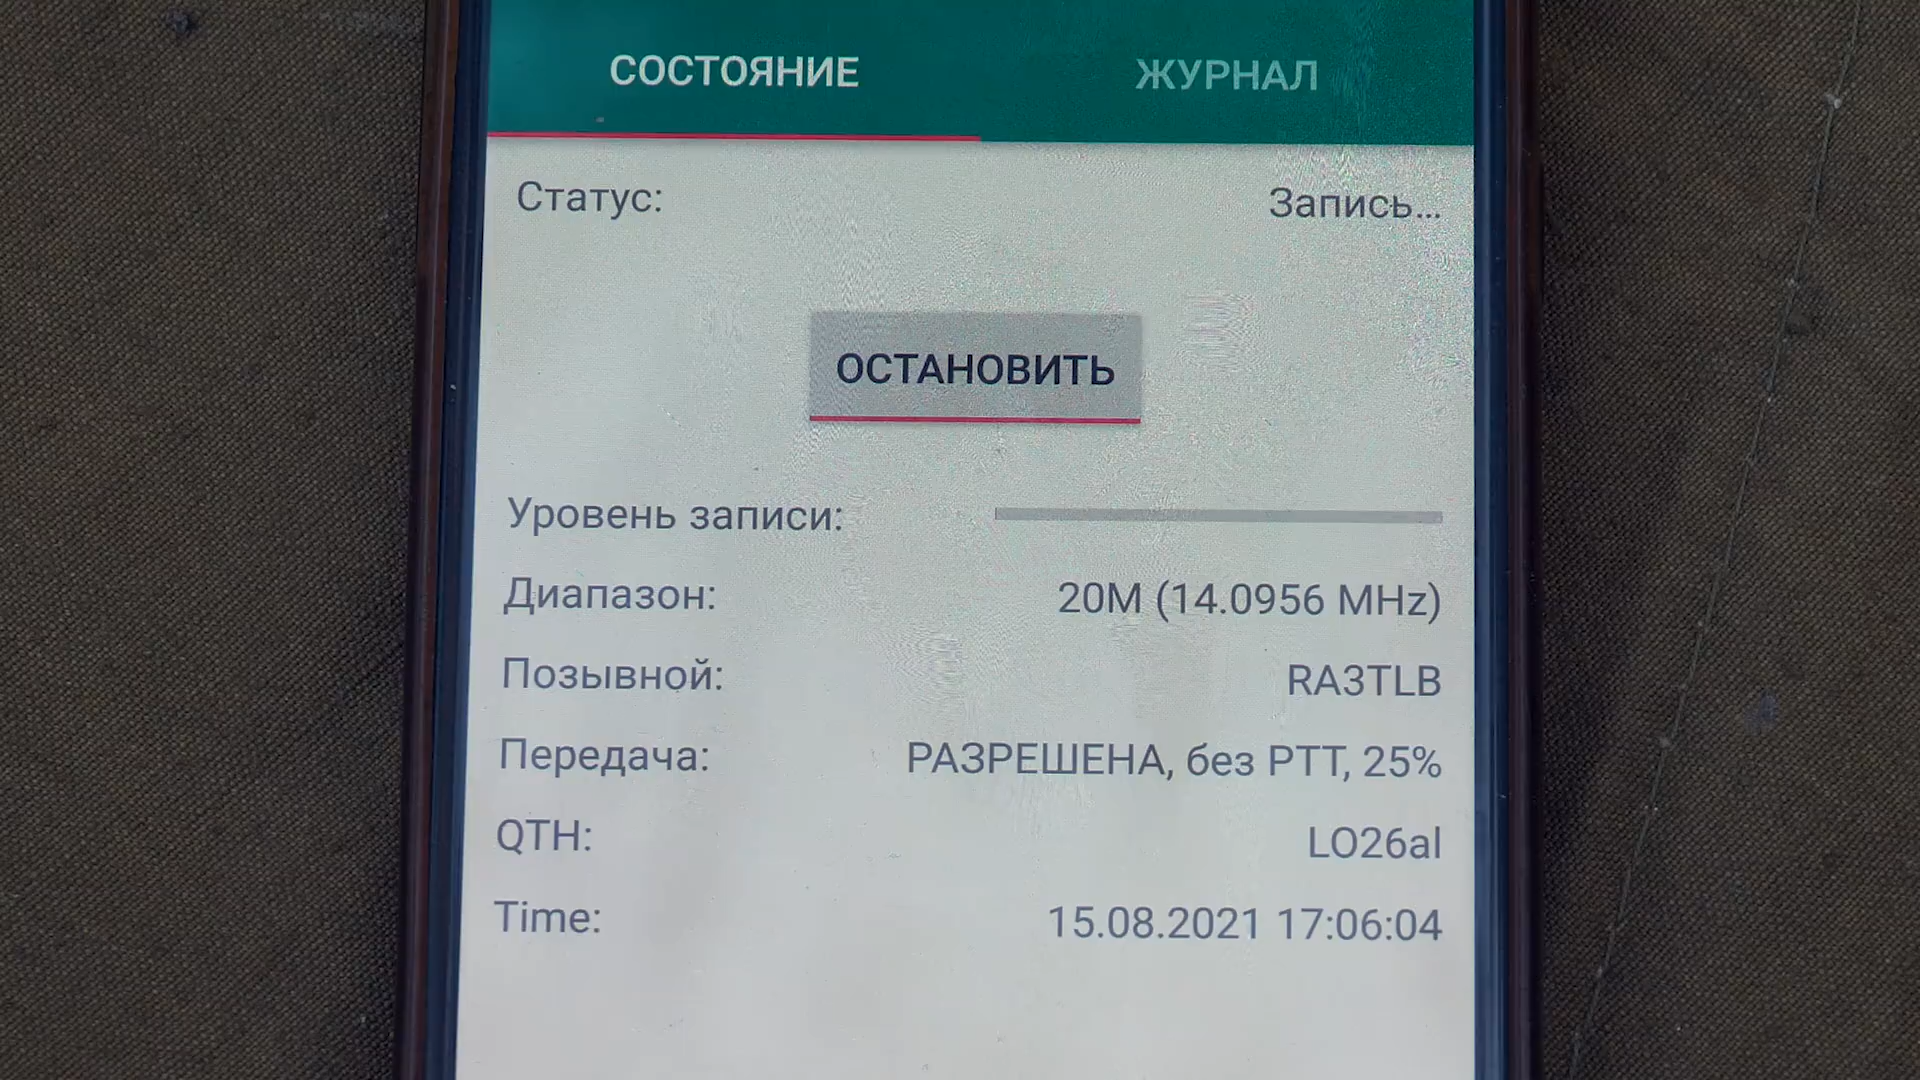 СОСТОЯНИЕ ЖУРНАЛ
Статус: Запись...
ОСТАНОВИТЬ
Уровень записи:
Диапазон: 20M (14.0956 MHz)
Позывной: RA3TLB
Передача: РАЗРЕШЕНА, без PTT, 25%
QTH: LO26al
Time: 15.08.2021 17:06:04